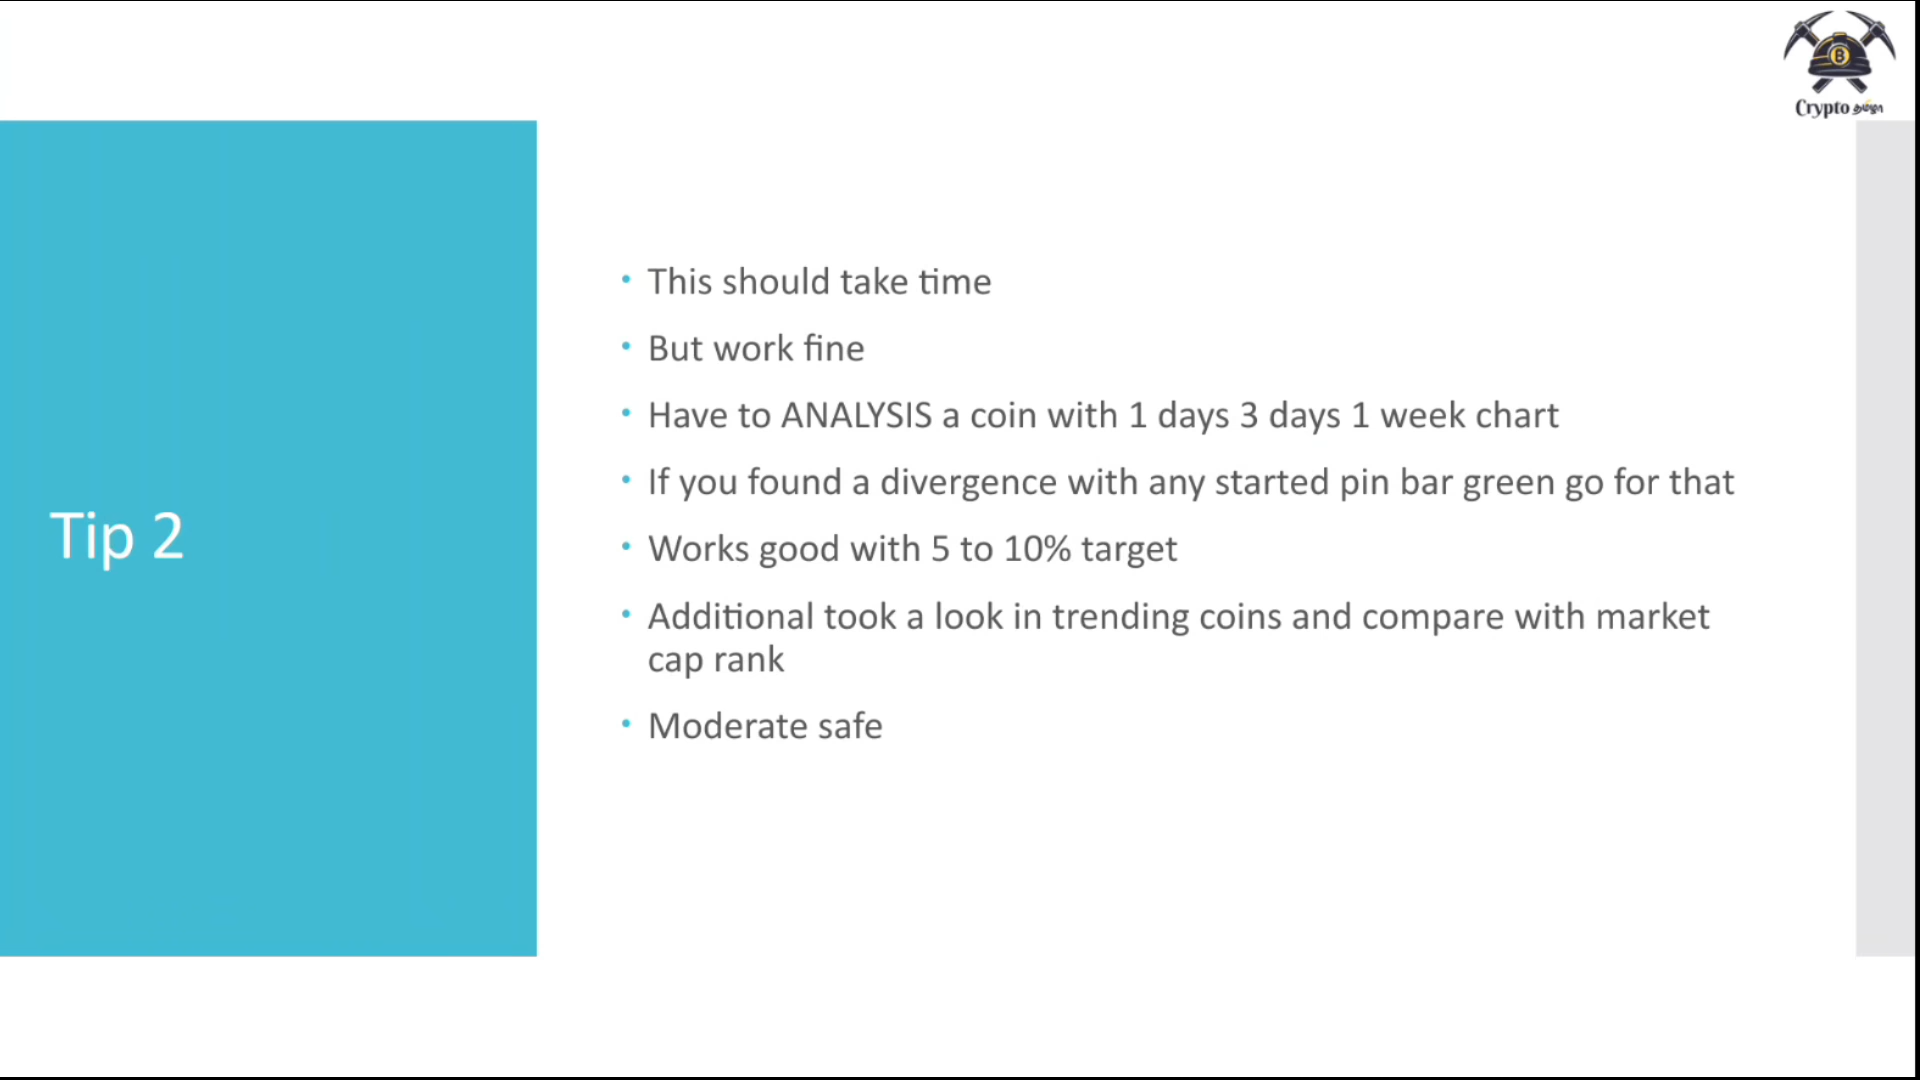 Crypto
Tip 2
This should take time
But work fine
Have to ANALYSIS a coin with 1 days 3 days 1 week chart
If you found a divergence with any started pin bar green go for that
Works good with 5 to 10% target
Additional took a look in trending coins and compare with market
cap rank
Moderate safe